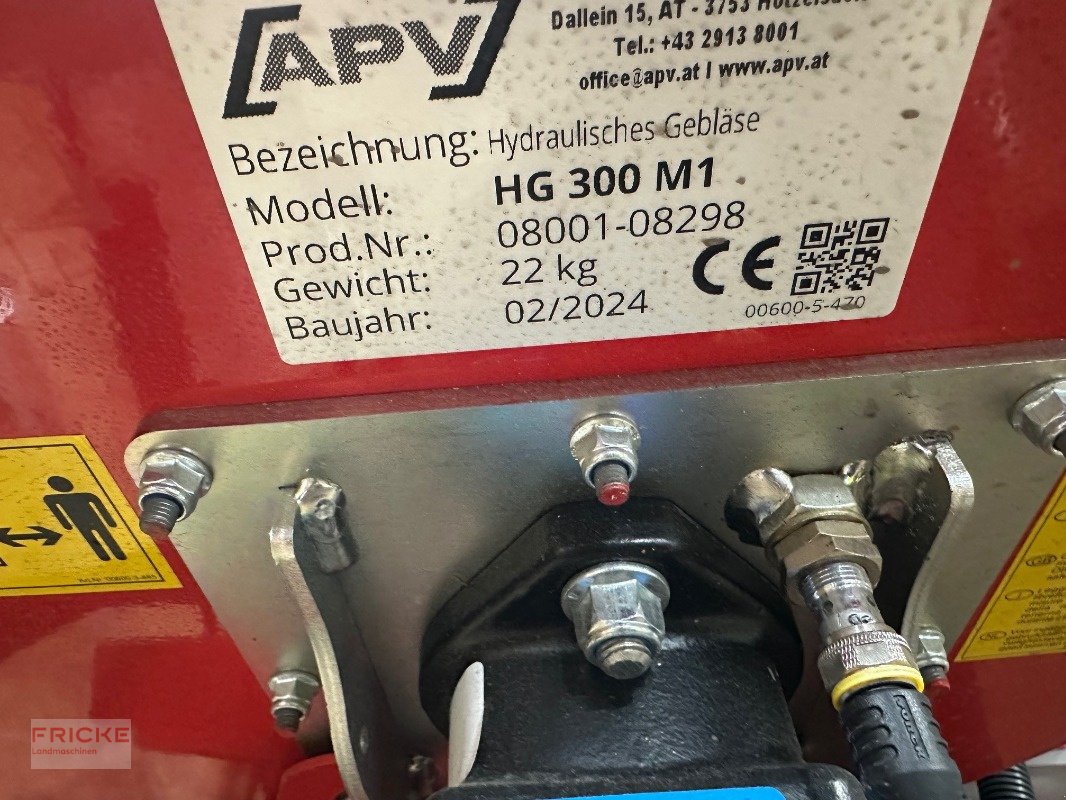 APV
Dallein 15, AT - 3753
Tel.: +43 2913 8001
office@apv.at | www.apv.at
Bezeichnung: Hydraulisches Gebläse
Modell: HG 300 M1
Prod.Nr.: 08001-08298
Gewicht: 22 kg
Baujahr: 02/2024
CE
00600-5-470
FRICKE
Landmaschinen